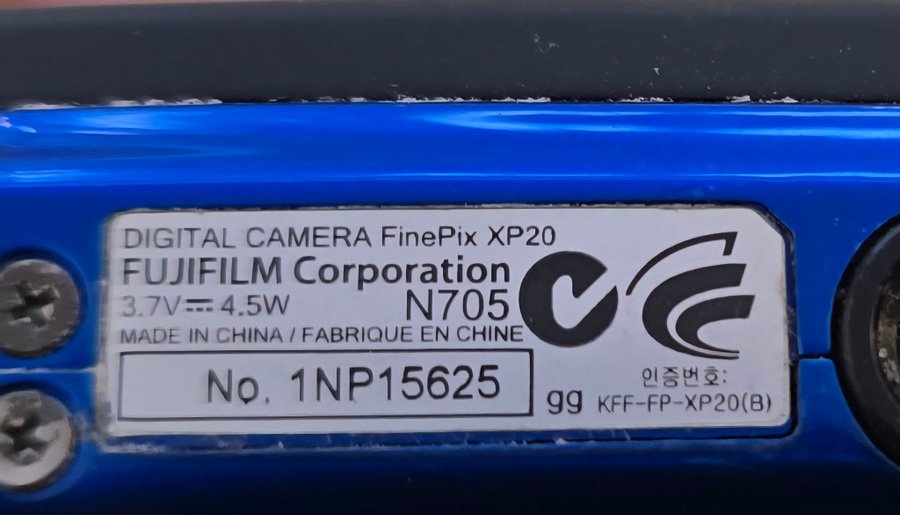 DIGITAL CAMERA FinePix XP20
FUJIFILM Corporation
3.7V⎓4.5W N705
MADE IN CHINA / FABRIQUE EN CHINE
No. 1NP15625
gg
인증번호:
KFF-FP-XP20(B)